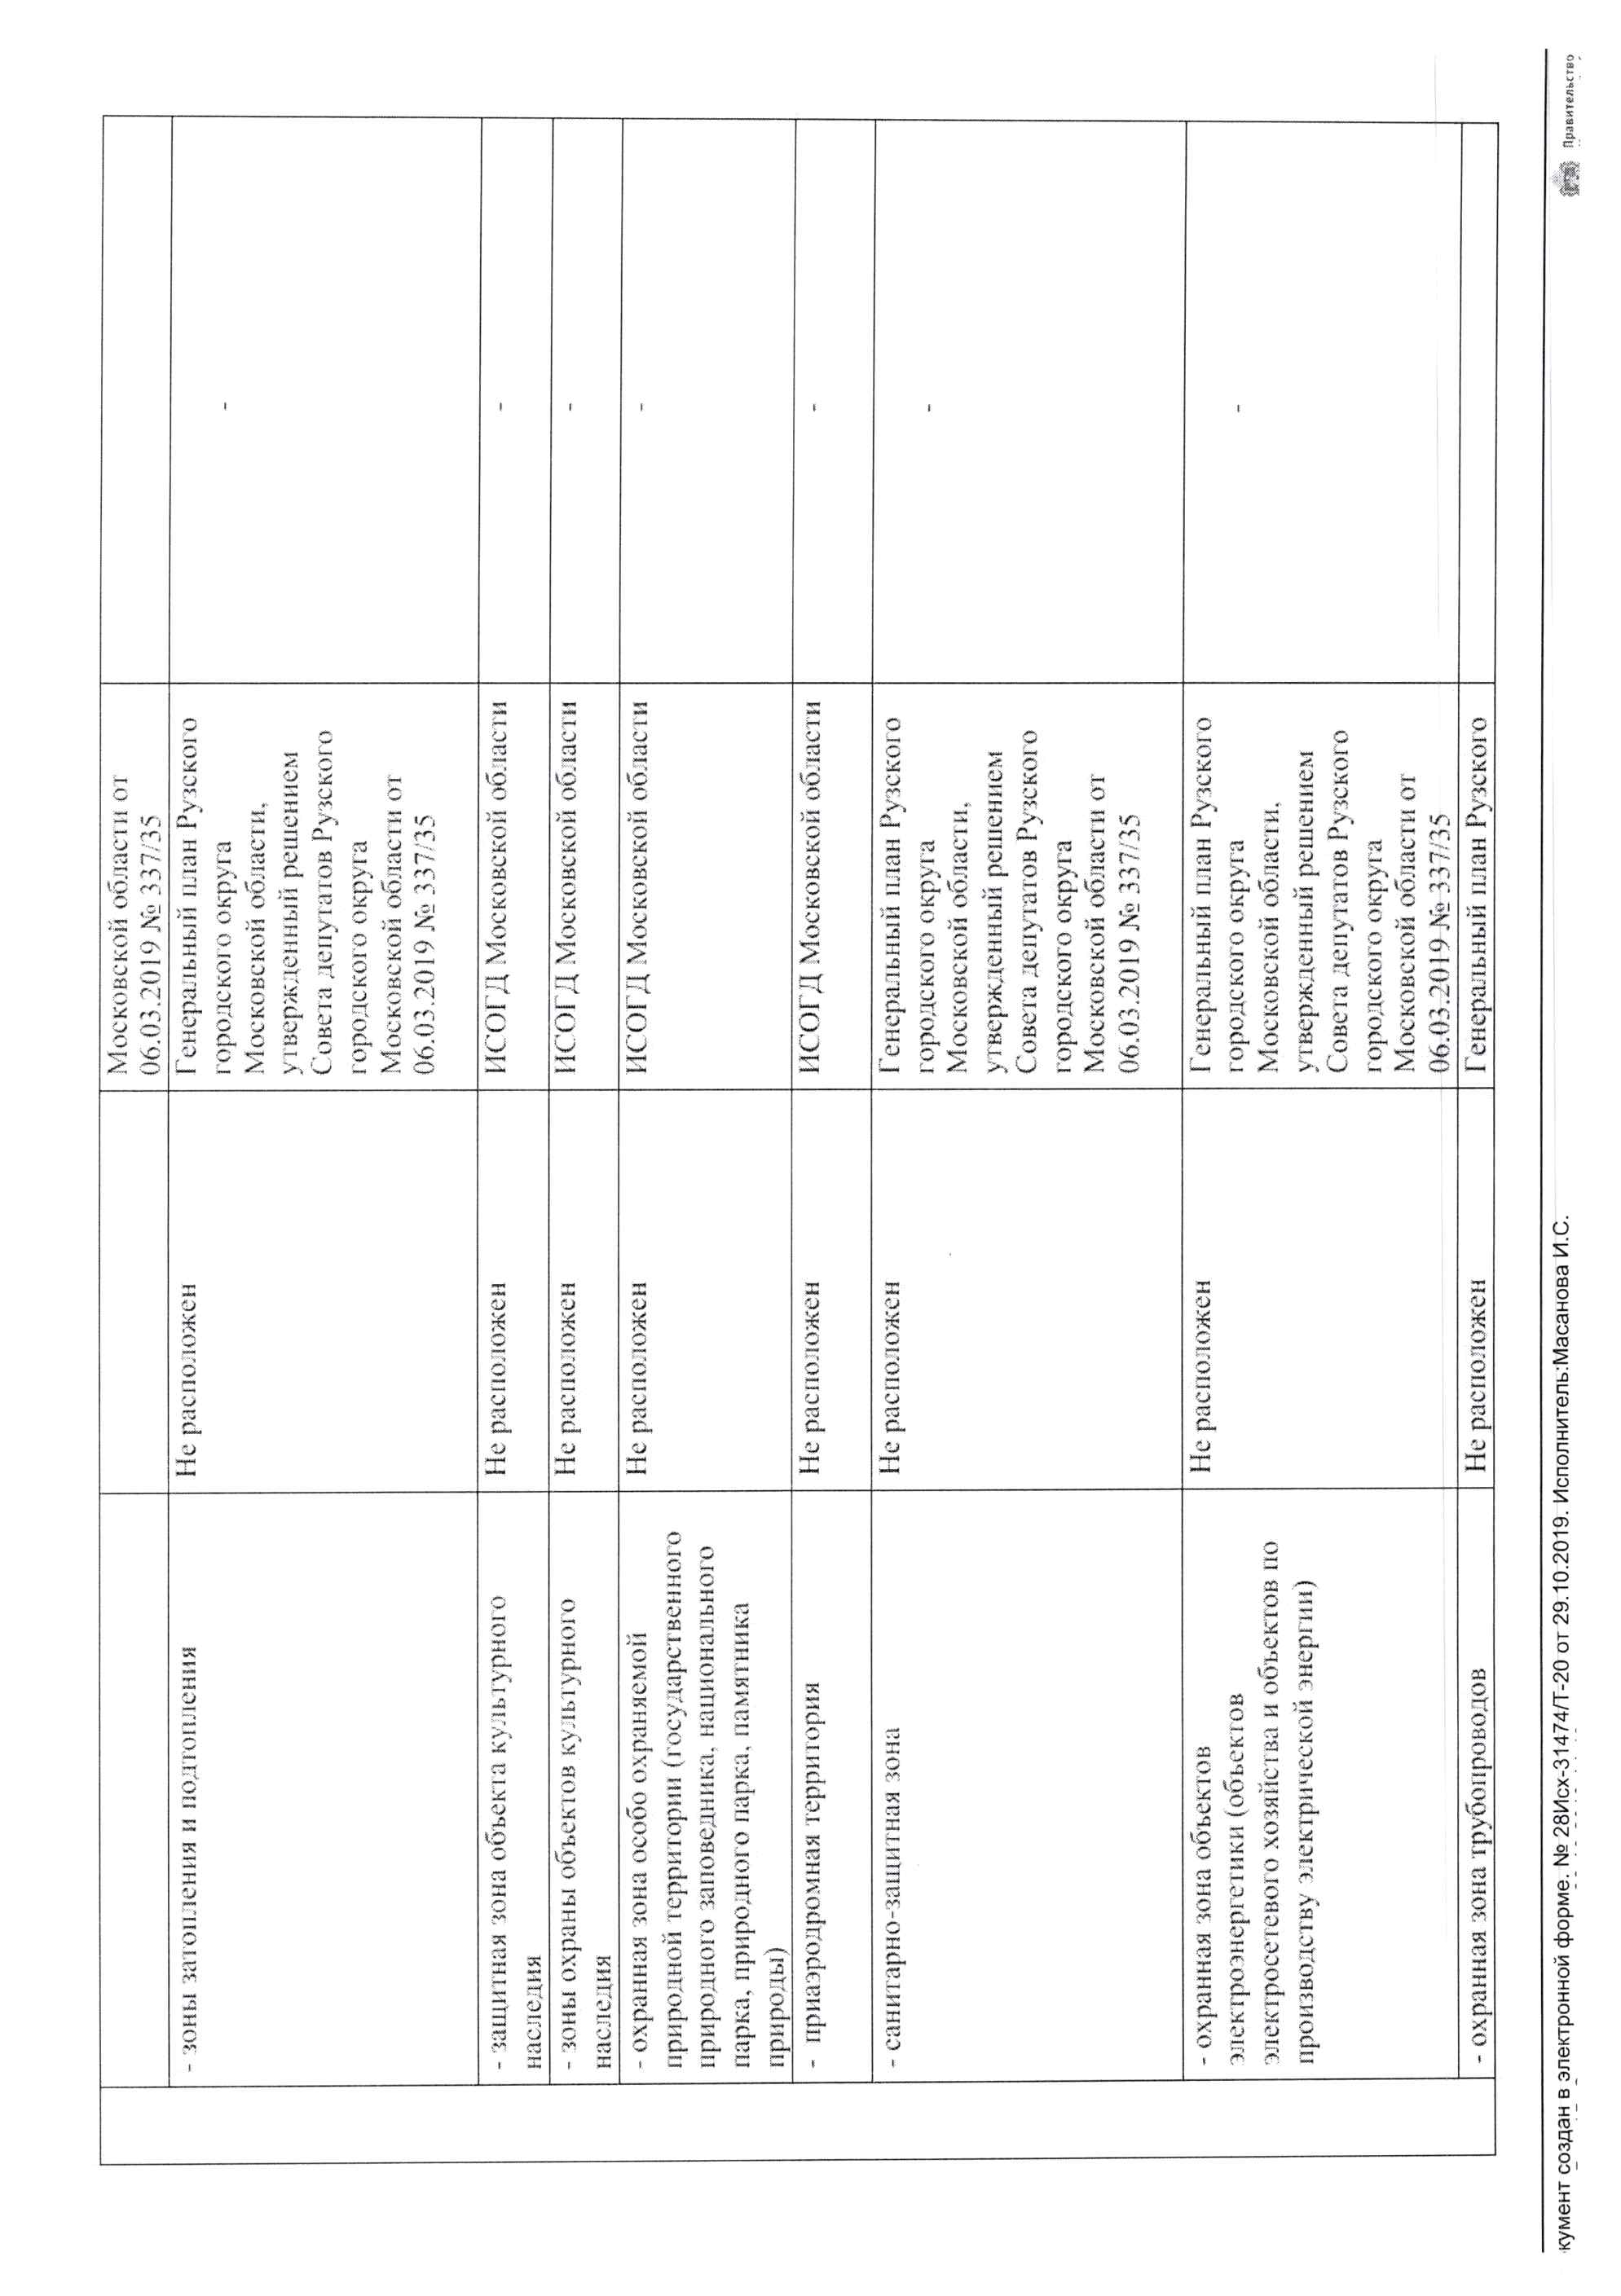 Московской области от
06.03.2019 № 337/35
- зоны затопления и подтопления
Не расположен
Генеральный план Рузского
городского округа
Московской области,
утвержденный решением
Совета депутатов Рузского
городского округа
Московской области от
06.03.2019 № 337/35
-
- защитная зона объекта культурного
наследия
Не расположен
ИСОГД Московской области
-
- зоны охраны объектов культурного
наследия
Не расположен
ИСОГД Московской области
-
- охранная зона особо охраняемой
природной территории (государственного
природного заповедника, национального
парка, природного парка, памятника
природы)
Не расположен
ИСОГД Московской области
-
- приаэродромная территория
Не расположен
ИСОГД Московской области
-
- санитарно-защитная зона
Не расположен
Генеральный план Рузского
городского округа
Московской области,
утвержденный решением
Совета депутатов Рузского
городского округа
Московской области от
06.03.2019 № 337/35
-
- охранная зона объектов
электроэнергетики (объектов
электросетевого хозяйства и объектов по
производству электрической энергии)
Не расположен
Генеральный план Рузского
городского округа
Московской области,
утвержденный решением
Совета депутатов Рузского
городского округа
Московской области от
06.03.2019 № 337/35
-
- охранная зона трубопроводов
Не расположен
Генеральный план Рузского
кумент создан в электронной форме. № 28Исх-31474/Т-20 от 29.10.2019. Исполнитель:Масанова И.С.
Правительство